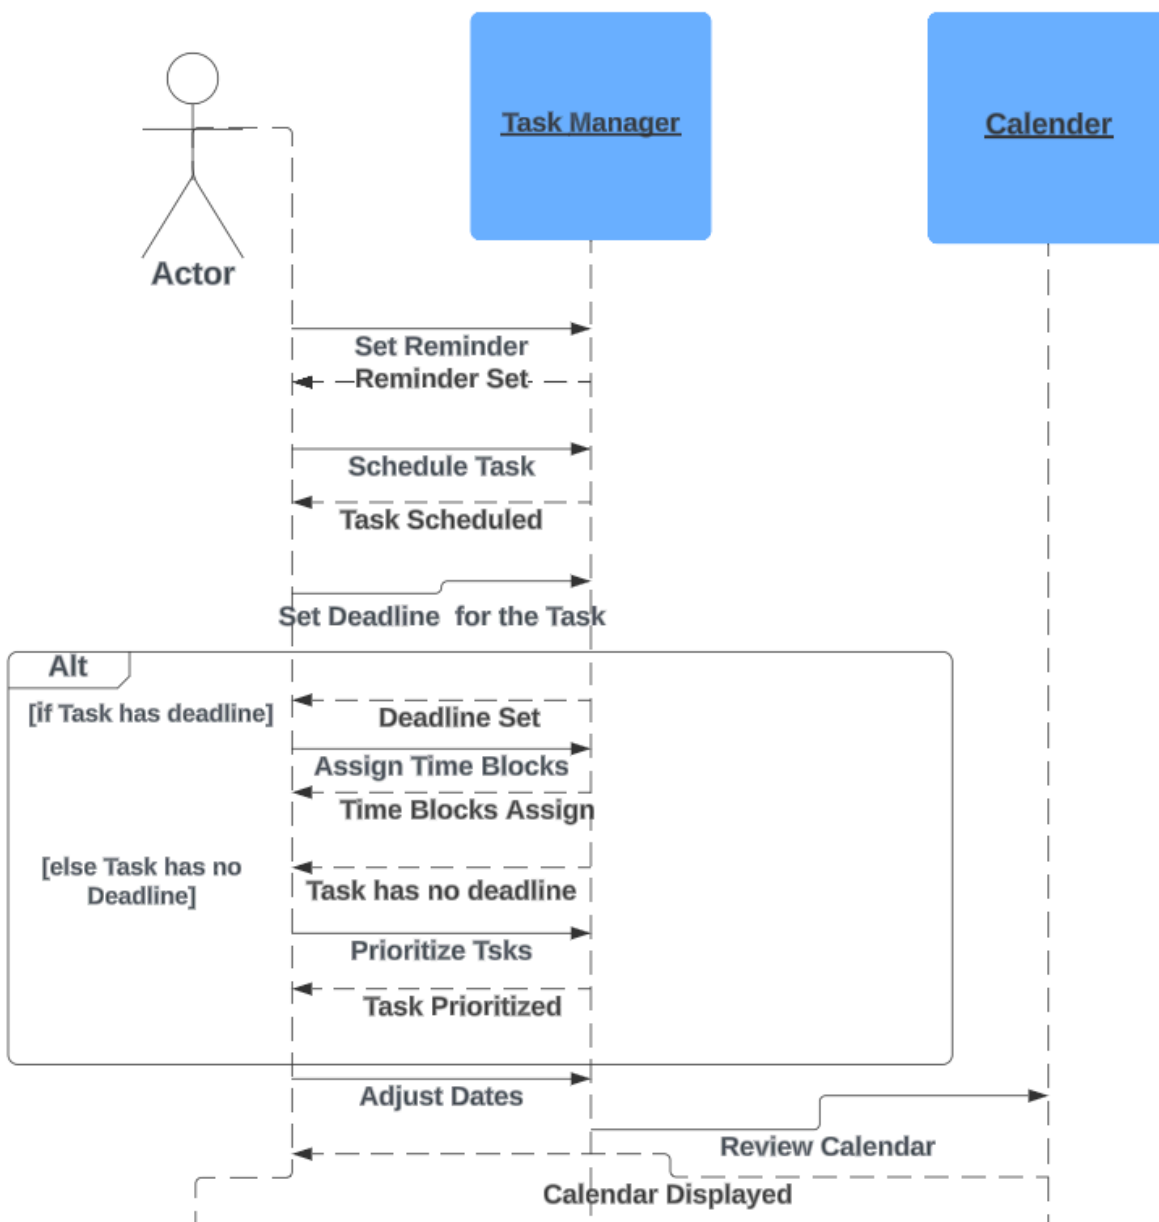 Task Manager
Calender
Actor
Set Reminder
Reminder Set
Schedule Task
Task Scheduled
Set Deadline for the Task
Alt
[if Task has deadline]
Deadline Set
Assign Time Blocks
Time Blocks Assign
[else Task has no
Deadline]
Task has no deadline
Prioritize Tsks
Task Prioritized
Adjust Dates
Review Calendar
Calendar Displayed